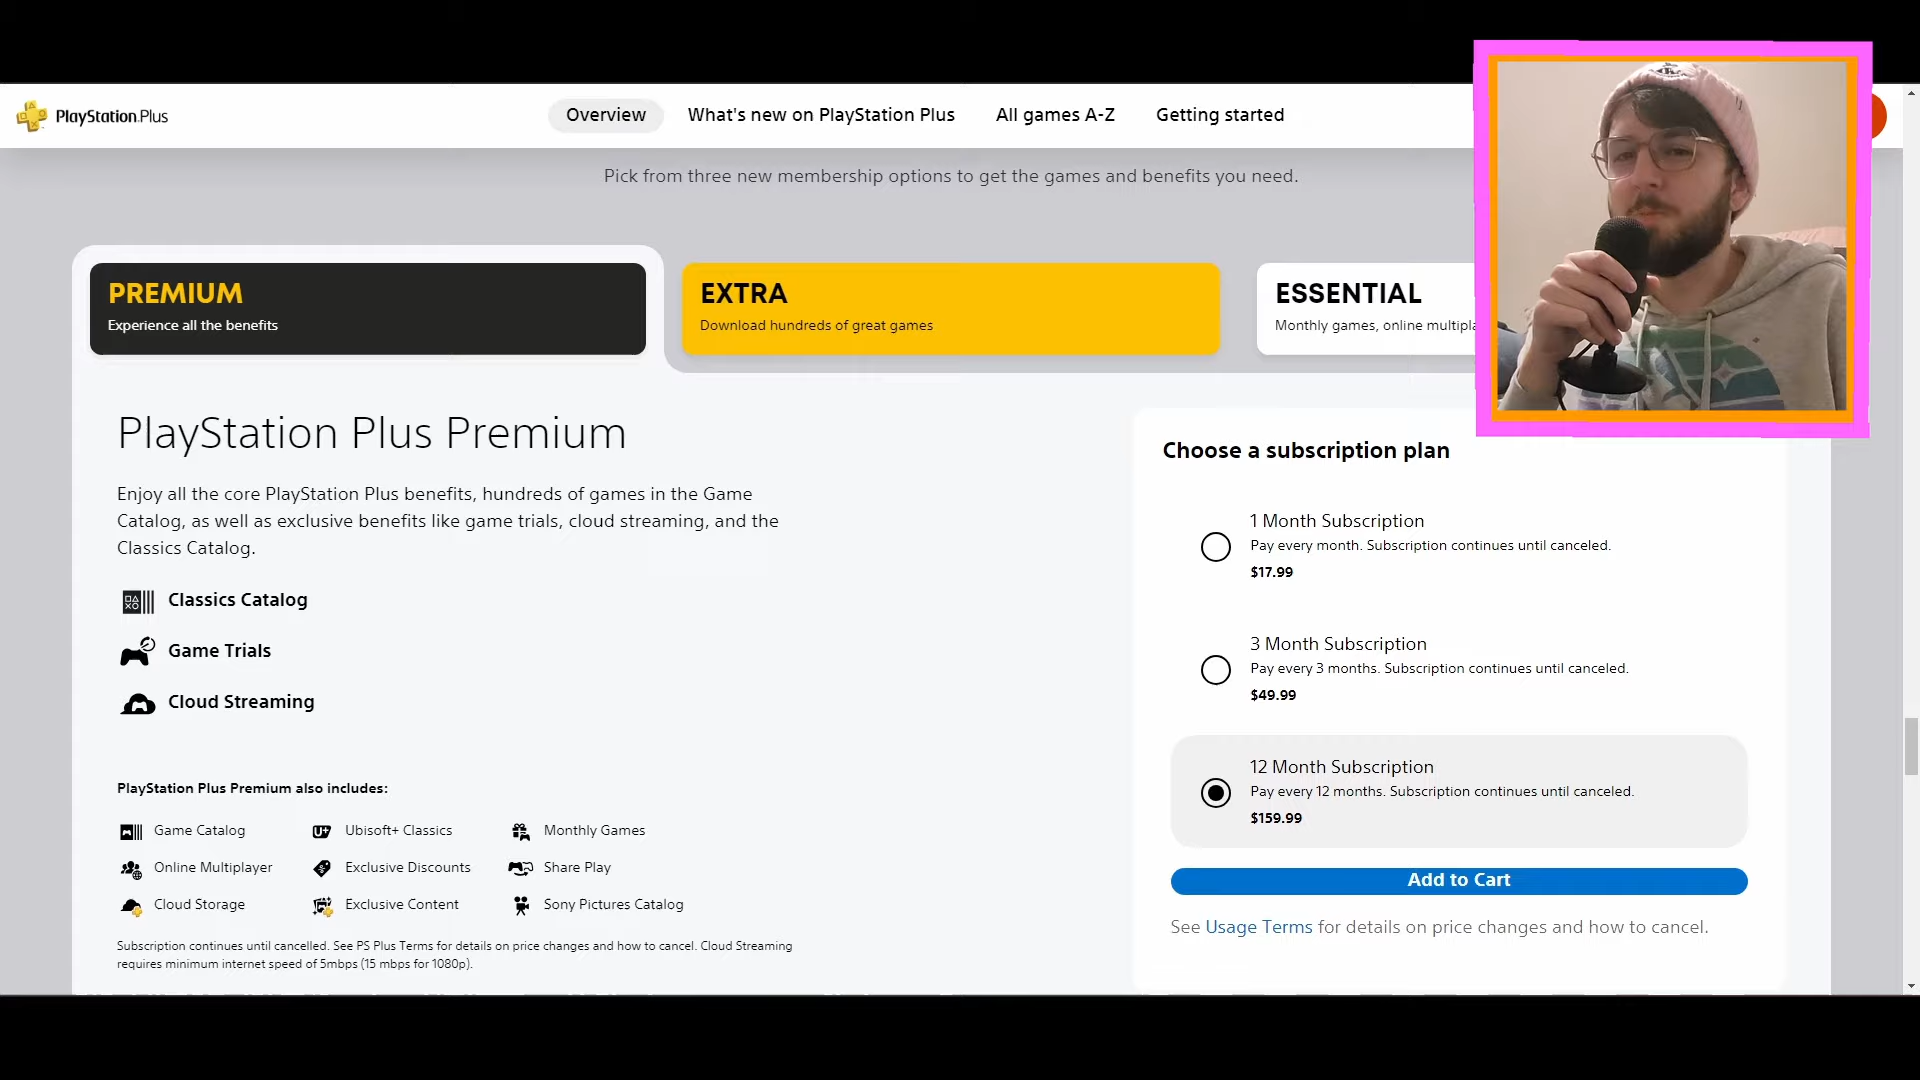 PlayStation.Plus
Overview
What's new on PlayStation Plus
All games A-Z
Getting started
Pick from three new membership options to get the games and benefits you need.
PREMIUM
Experience all the benefits
EXTRA
Download hundreds of great games
ESSENTIAL
Monthly games, online
PlayStation Plus Premium
Enjoy all the core PlayStation Plus benefits, hundreds of games in the Game
Catalog, as well as exclusive benefits like game trials, cloud streaming, and the
Classics Catalog.
Classics Catalog
Game Trials
Cloud Streaming
PlayStation Plus Premium also includes:
Game Catalog
Ubisoft+ Classics
Monthly Games
Online Multiplayer
Exclusive Discounts
Share Play
Cloud Storage
Exclusive Content
Sony Pictures Catalog
Subscription continues until cancelled. See PS Plus Terms for details on price changes and how to cancel. Cloud Streaming
requires minimum internet speed of 5mbps (15 mbps for 1080p).
Choose a subscription plan
1 Month Subscription
Pay every month. Subscription continues until canceled.
$17.99
3 Month Subscription
Pay every 3 months. Subscription continues until canceled.
$49.99
12 Month Subscription
Pay every 12 months. Subscription continues until canceled.
$159.99
Add to Cart
See Usage Terms for details on price changes and how to cancel.